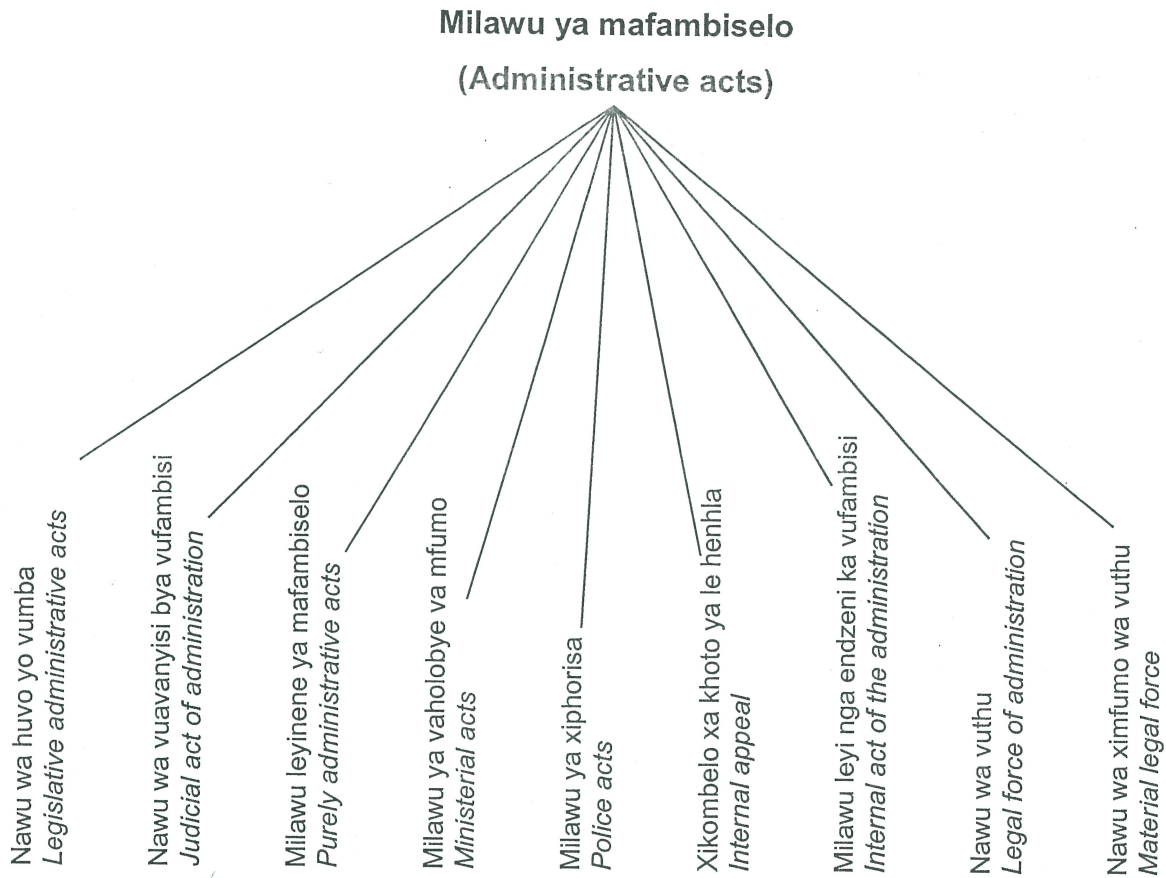 Milawu ya mafambiselo
(Administrative acts)
Nawu wa huvo yo vumba
Legislative administrative acts
Nawu wa vuavanyisi bya vufambisi
Judicial act of administration
Milawu leyinene ya mafambiselo
Purely administrative acts
Milawu ya vaholobye va mfumo
Ministerial acts
Milawu ya xiphorisa
Police acts
Xikombelo xa khoto ya le henhla
Internal appeal
Milawu leyi nga endzeni ka vufambisi
Internal act of the administration
Nawu wa vuthu
Legal force of administration
Nawu wa ximfumo wa vuthu
Material legal force